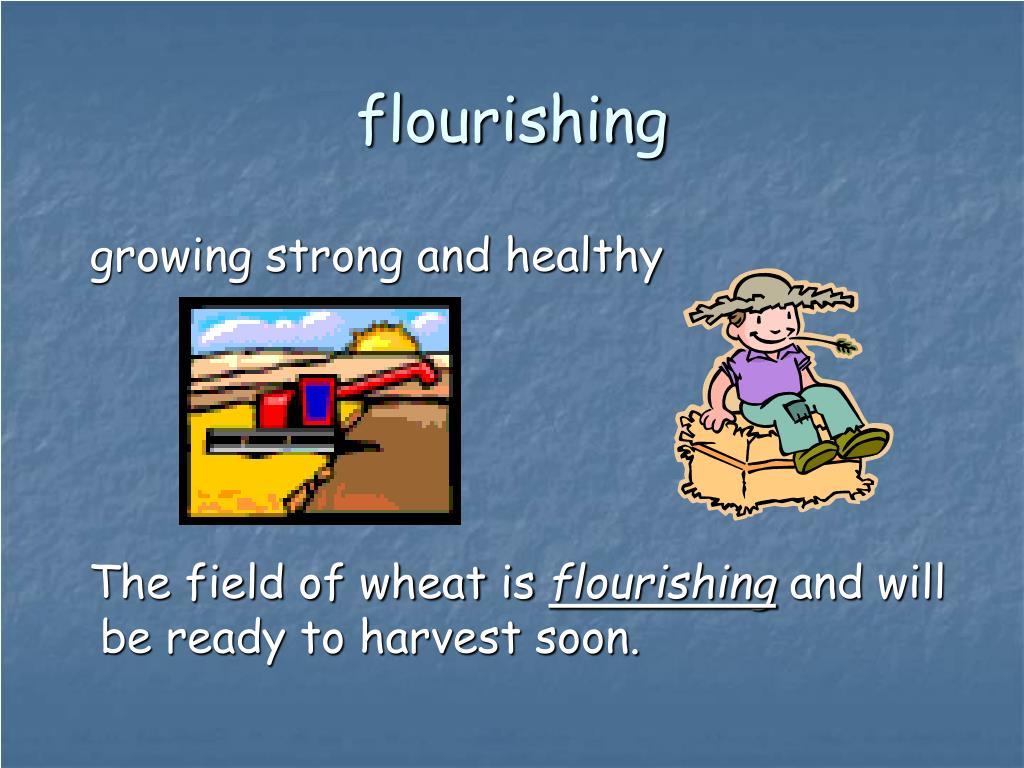 flourishing
growing strong and healthy
The field of wheat is flourishing and will
be ready to harvest soon.